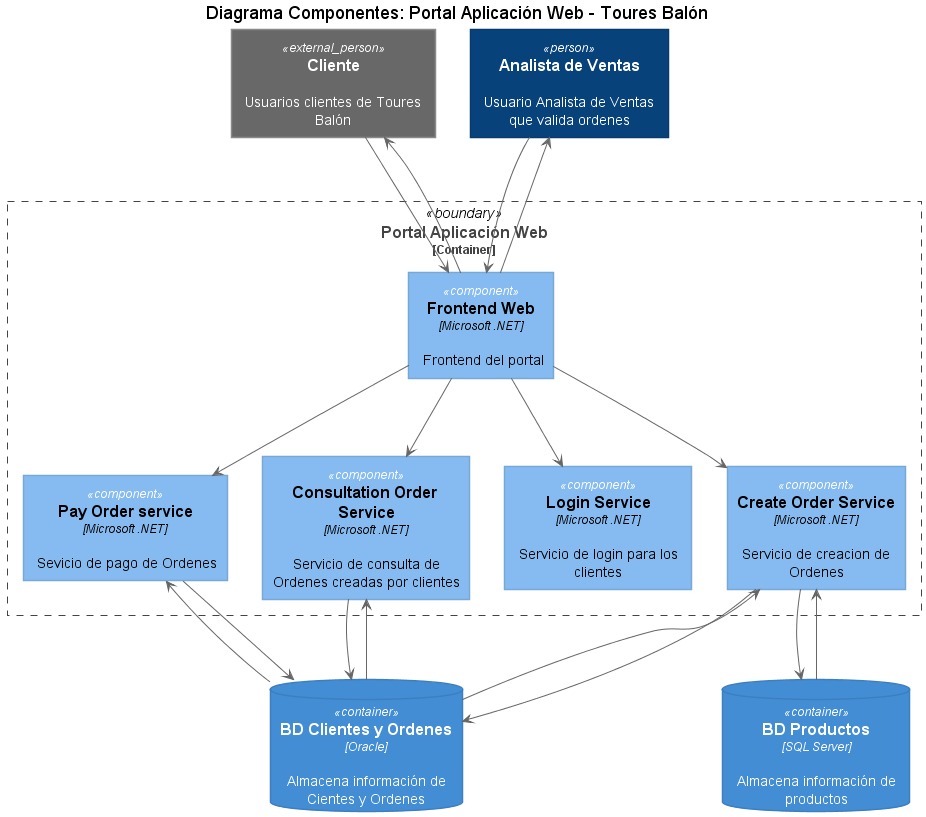 Diagrama Componentes: Portal Aplicación Web - Toures Balón
«external_person»
Cliente
Usuarios clientes de Toures
Balón
«person»
Analista de Ventas
Usuario Analista de Ventas
que valida ordenes
«boundary»
Portal Aplicación Web
[Container]
«component»
Frontend Web
[Microsoft .NET]
Frontend del portal
«component»
Pay Order service
[Microsoft .NET]
Sevicio de pago de Ordenes
«component»
Consultation Order
Service
[Microsoft .NET]
Servicio de consulta de
Ordenes creadas por clientes
«component»
Login Service
[Microsoft .NET]
Servicio de login para los
clientes
«component»
Create Order Service
[Microsoft .NET]
Servicio de creacion de
Ordenes
«container»
BD Clientes y Ordenes
[Oracle]
Almacena información de
Cientes y Ordenes
«container»
BD Productos
[SQL Server]
Almacena información de
productos